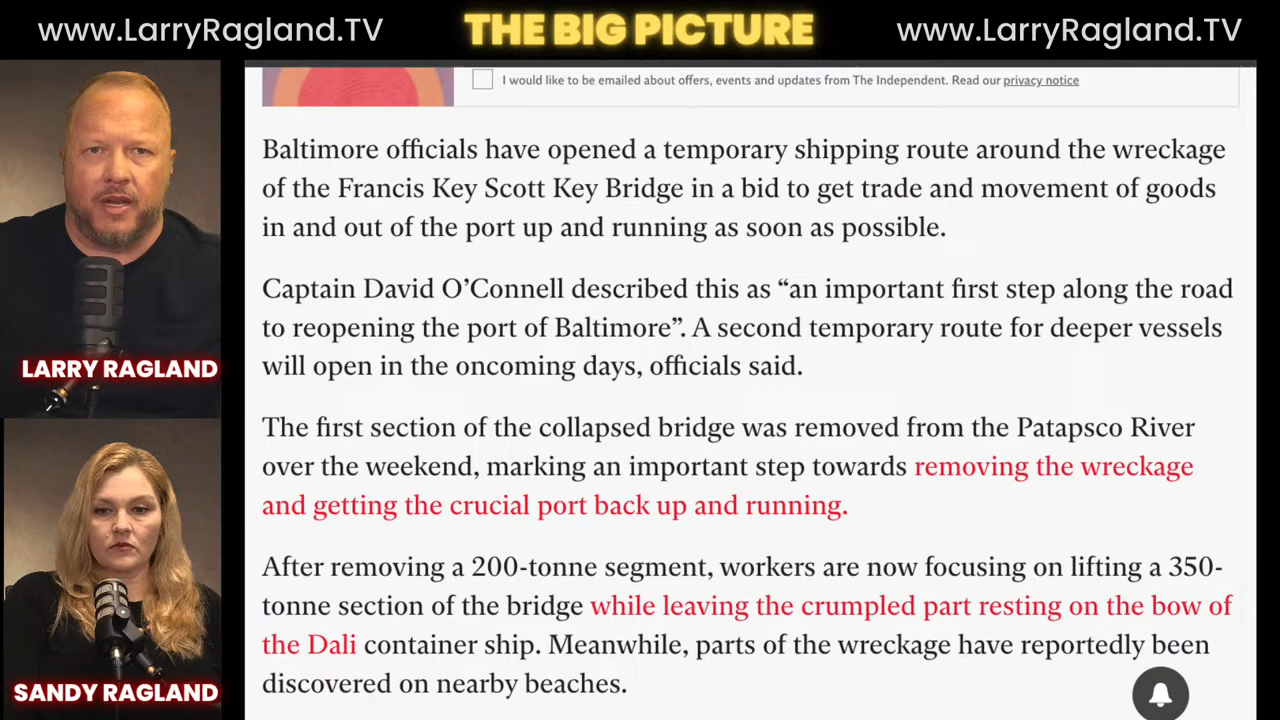 www.LarryRagland.TV
THE BIG PICTURE
www.LarryRagland.TV
I would like to be emailed about offers, events and updates from The Independent. Read our privacy notice
Baltimore officials have opened a temporary shipping route around the wreckage
of the Francis Key Scott Key Bridge in a bid to get trade and movement of goods
in and out of the port up and running as soon as possible.
Captain David O’Connell described this as “an important first step along the road
to reopening the port of Baltimore”. A second temporary route for deeper vessels
will open in the oncoming days, officials said.
The first section of the collapsed bridge was removed from the Patapsco River
over the weekend, marking an important step towards removing the wreckage
and getting the crucial port back up and running.
After removing a 200-tonne segment, workers are now focusing on lifting a 350-
tonne section of the bridge while leaving the crumpled part resting on the bow of
the Dali container ship. Meanwhile, parts of the wreckage have reportedly been
discovered on nearby beaches.
LARRY RAGLAND
SANDY RAGLAND